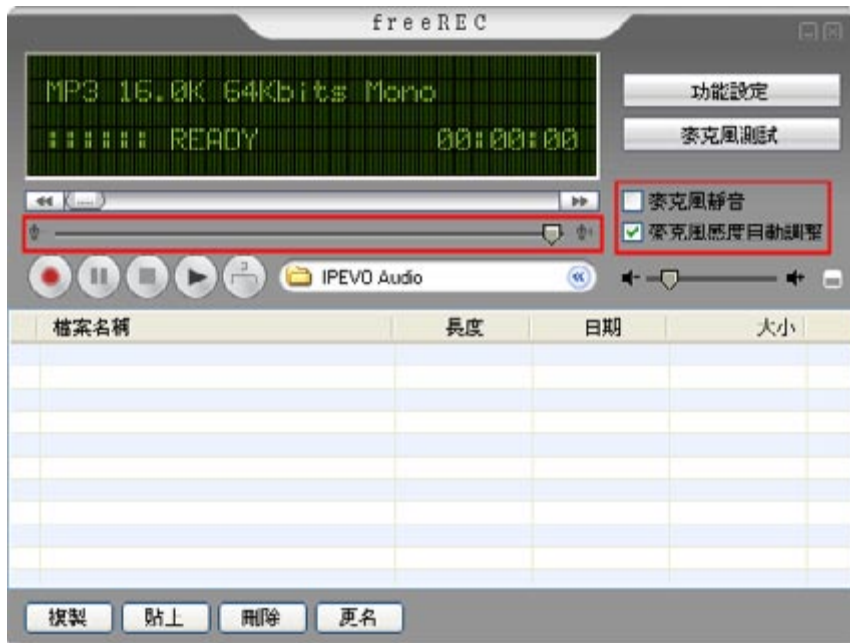 freeREC
MP3 16.0K 64Kbits Mono
:::::: READY 00:00:00
功能設定
麥克風測試
麥克風靜音
麥克風感度自動調整
IPEVO Audio
檔案名稱 長度 日期 大小
複製 貼上 刪除 更名